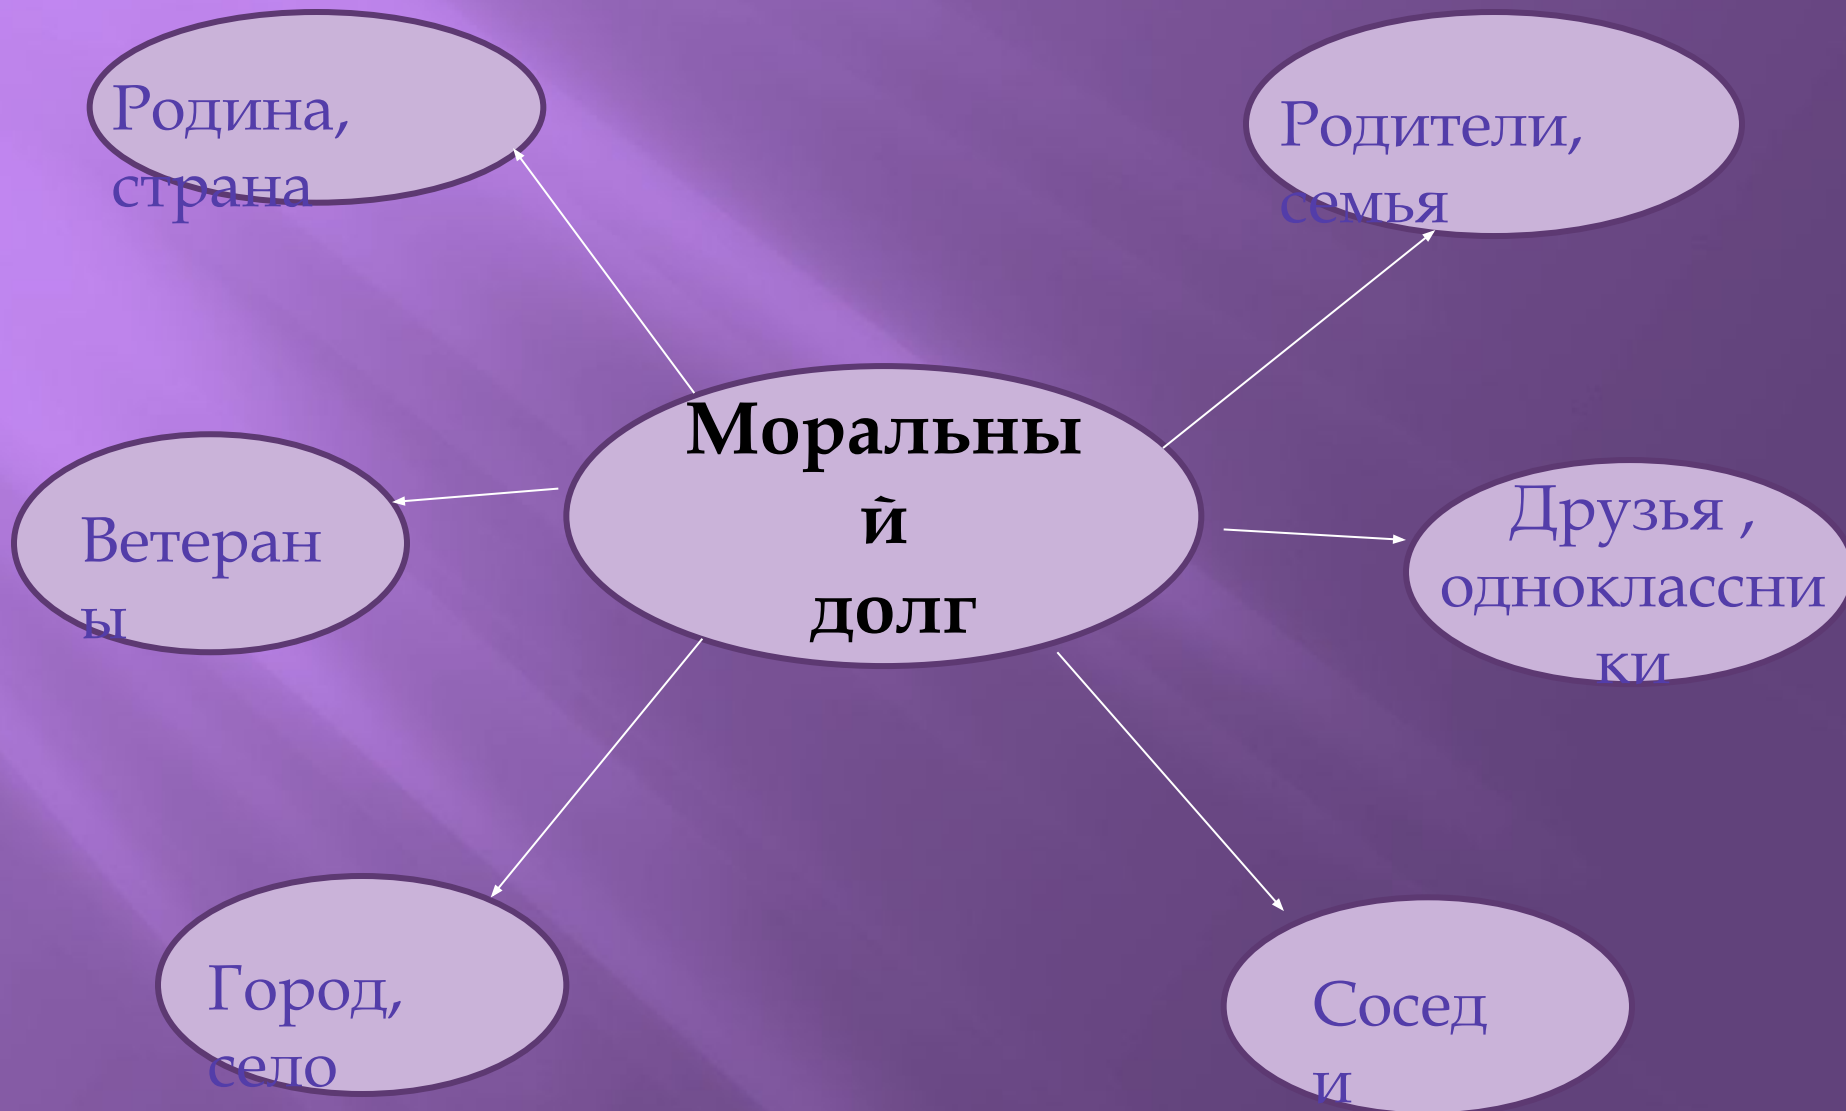 Родина,
страна
Родители,
семья
Моральны
й
долг
Ветеран
ы
Друзья ,
одноклассни
ки
Город,
село
Сосед
и